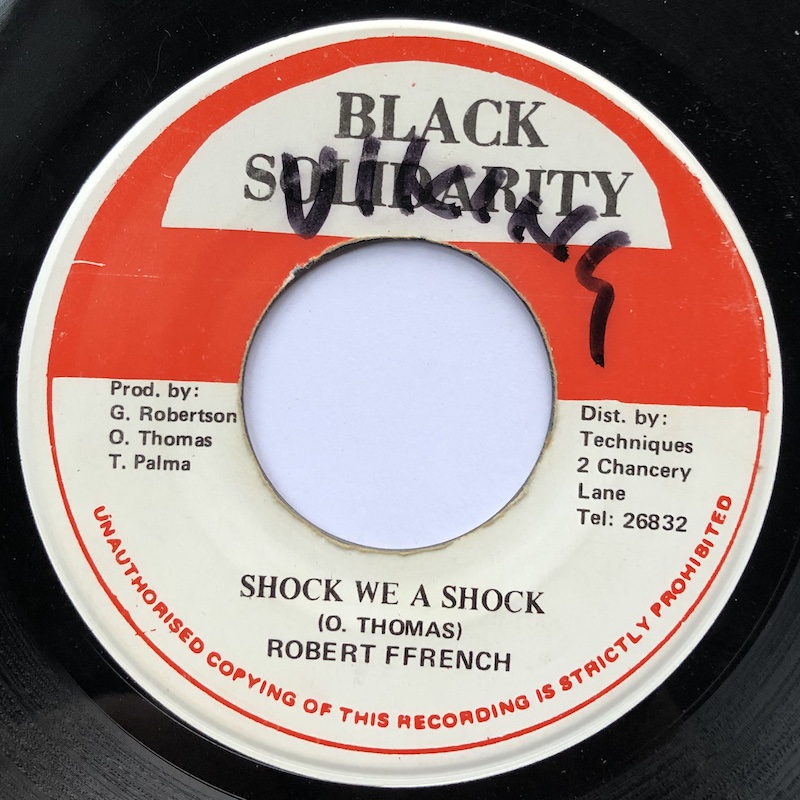 BLACK
SOLIDARITY
VIKING
Prod. by:
G. Robertson
O. Thomas
T. Palma
Dist. by:
Techniques
2 Chancery
Lane
Tel: 26832
SHOCK WE A SHOCK
(O. THOMAS)
ROBERT FFRENCH
UNAUTHORISED COPYING OF THIS RECORDING IS STRICTLY PROHIBITED